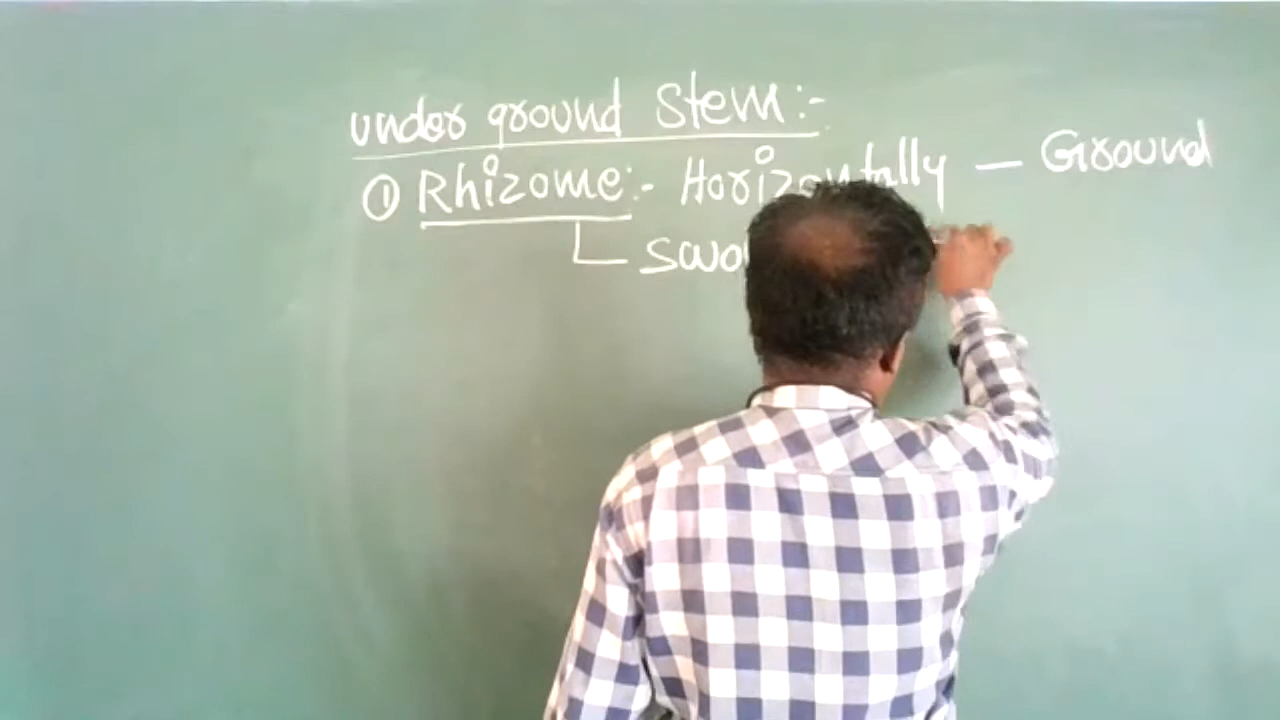 under ground Stem:-
① Rhizome:- Horizontally — Ground